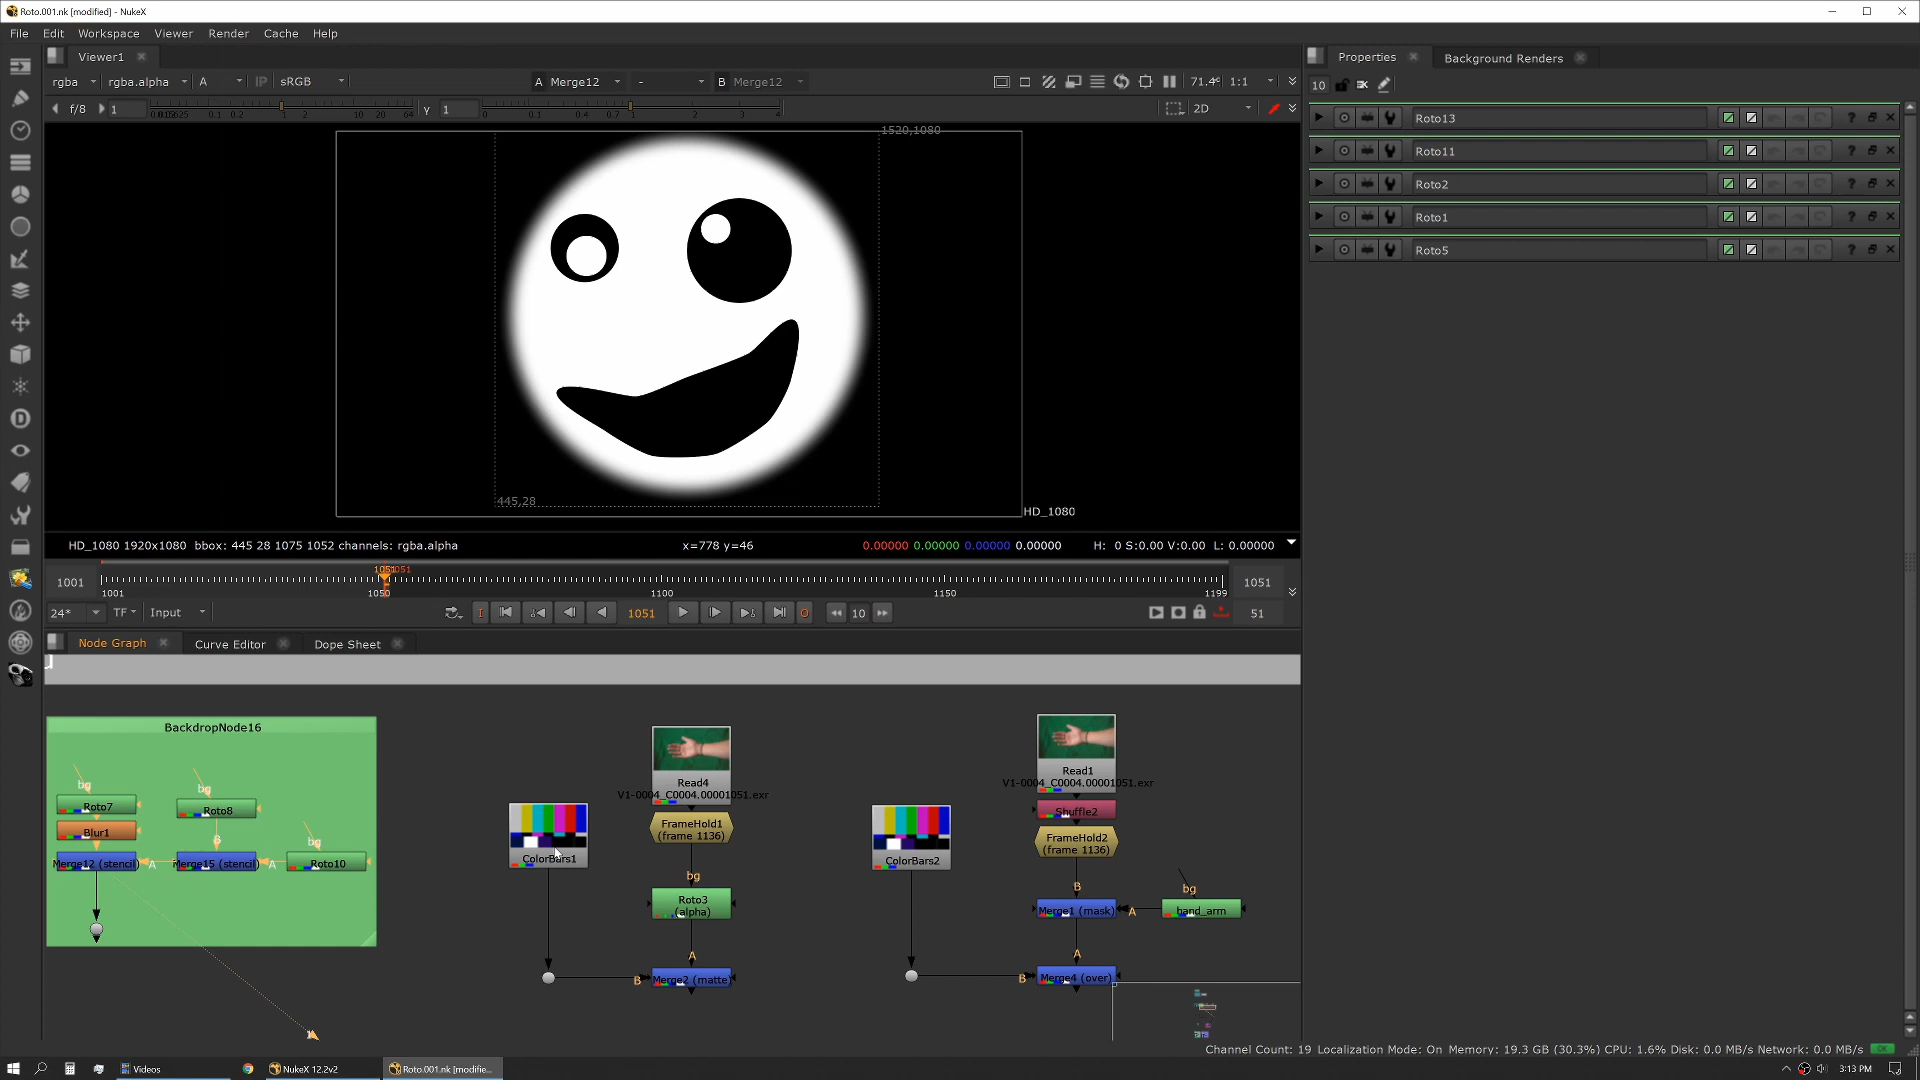 Roto.001.nk [modified] - NukeX
File Edit Workspace Viewer Render Cache Help
Viewer1
Properties
Background Renders
rgba rgba.alpha A IP sRGB A Merge12 - B Merge12 71.4% 1:1
10
f/8 1 0.1 0.2 1 2 10 20 64 Y 1 0 0.1 0.4 0.7 1 2 3 4 2D
1520,1080
Roto13
Roto11
Roto2
Roto1
Roto5
445,28
HD_1080
HD_1080 1920x1080 bbox: 445 28 1075 1052 channels: rgba.alpha x=778 y=46 0.00000 0.00000 0.00000 0.00000 H: 0 S:0.00 V:0.00 L: 0.00000
1001 1051 1051 1051
1001 1050 1100 1150 1199
24* TF Input I 1051 O 10 51
Node Graph
Curve Editor
Dope Sheet
BackdropNode16
bg
Roto7
Blur1
Merge12 (stencil)
A
bg
Roto8
B
Merge15 (stencil)
A
bg
Roto10
ColorBars1
Read4
V1-0004_C0004.00001051.exr
FrameHold1
(frame 1136)
bg
Roto3
(alpha)
A
B
Merge2 (matte)
ColorBars2
Read1
V1-0004_C0004.00001051.exr
Shuffle2
FrameHold2
(frame 1136)
B
Merge1 (mask)
A
bg
hand_arm
A
B
Merge4 (over)
Channel Count: 19 Localization Mode: On Memory: 19.3 GB (30.3%) CPU: 1.6% Disk: 0.0 MB/s Network: 0.0 MB/s
Videos
NukeX 12.2v2
Roto.001.nk [modifie...
3:13 PM